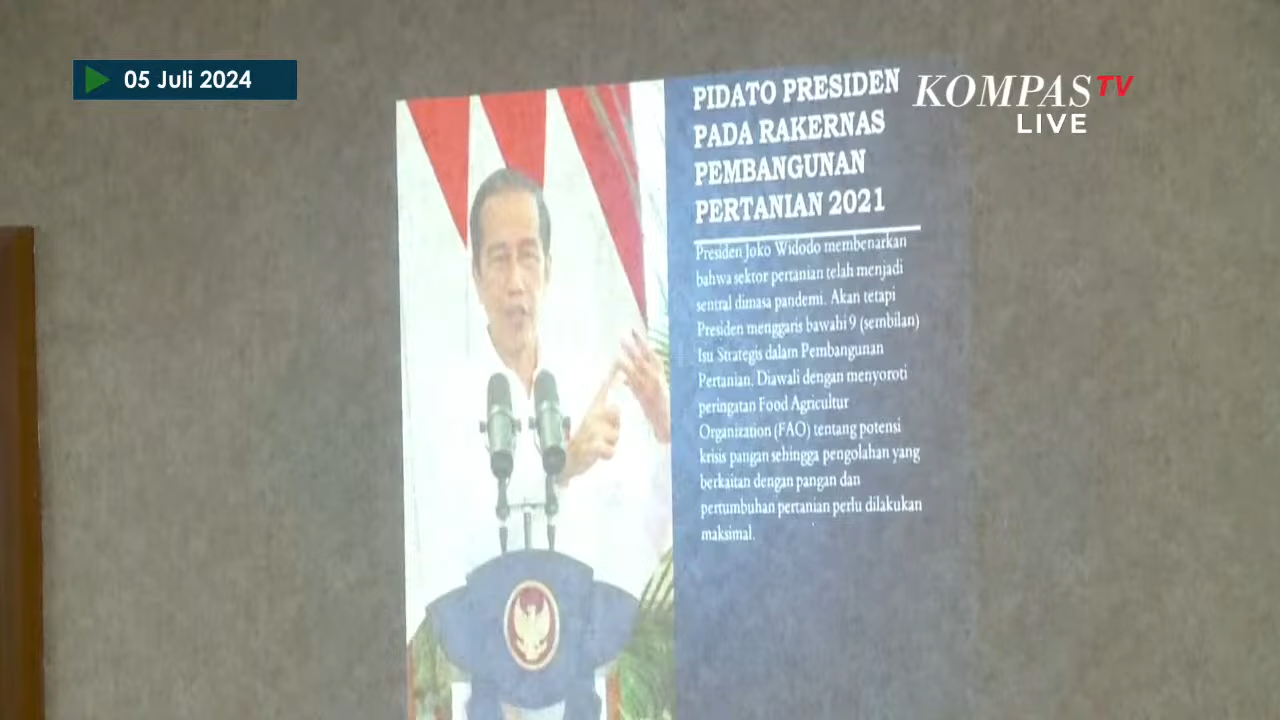 05 Juli 2024
KOMPAS TV
LIVE
PIDATO PRESIDEN
PADA RAKERNAS
PEMBANGUNAN
PERTANIAN 2021
Presiden Joko Widodo membenarkan
bahwa sektor pertanian telah menjadi
sentral dimasa pandemi. Akan tetapi
Presiden menggaris bawahi 9 (sembilan)
Isu Strategis dalam Pembangunan
Pertanian. Diawali dengan menyoroti
peringatan Food Agricultur
Organization (FAO) tentang potensi
krisis pangan sehingga pengolahan yang
berkaitan dengan pangan dan
pertumbuhan pertanian perlu dilakukan
maksimal.